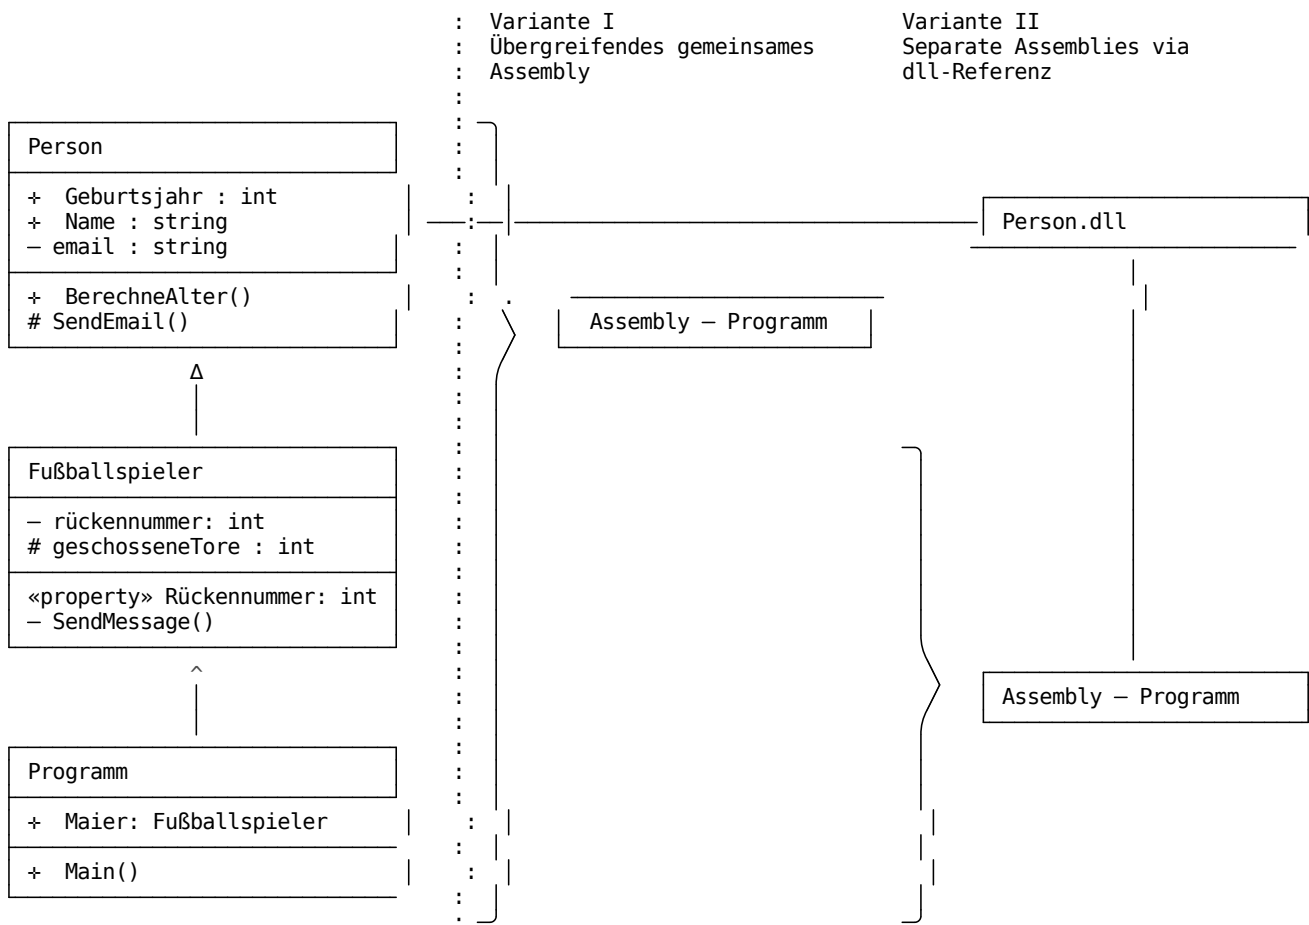 Variante I
Übergreifendes gemeinsames
Assembly
Variante II
Separate Assemblies via
dll-Referenz
Person
+ Geburtsjahr : int
+ Name : string
– email : string
+ BerechneAlter()
# SendEmail()
Person.dll
Assembly – Programm
Fußballspieler
– rückennummer: int
# geschosseneTore : int
«property» Rückennummer: int
– SendMessage()
Assembly – Programm
Programm
+ Maier: Fußballspieler
+ Main()